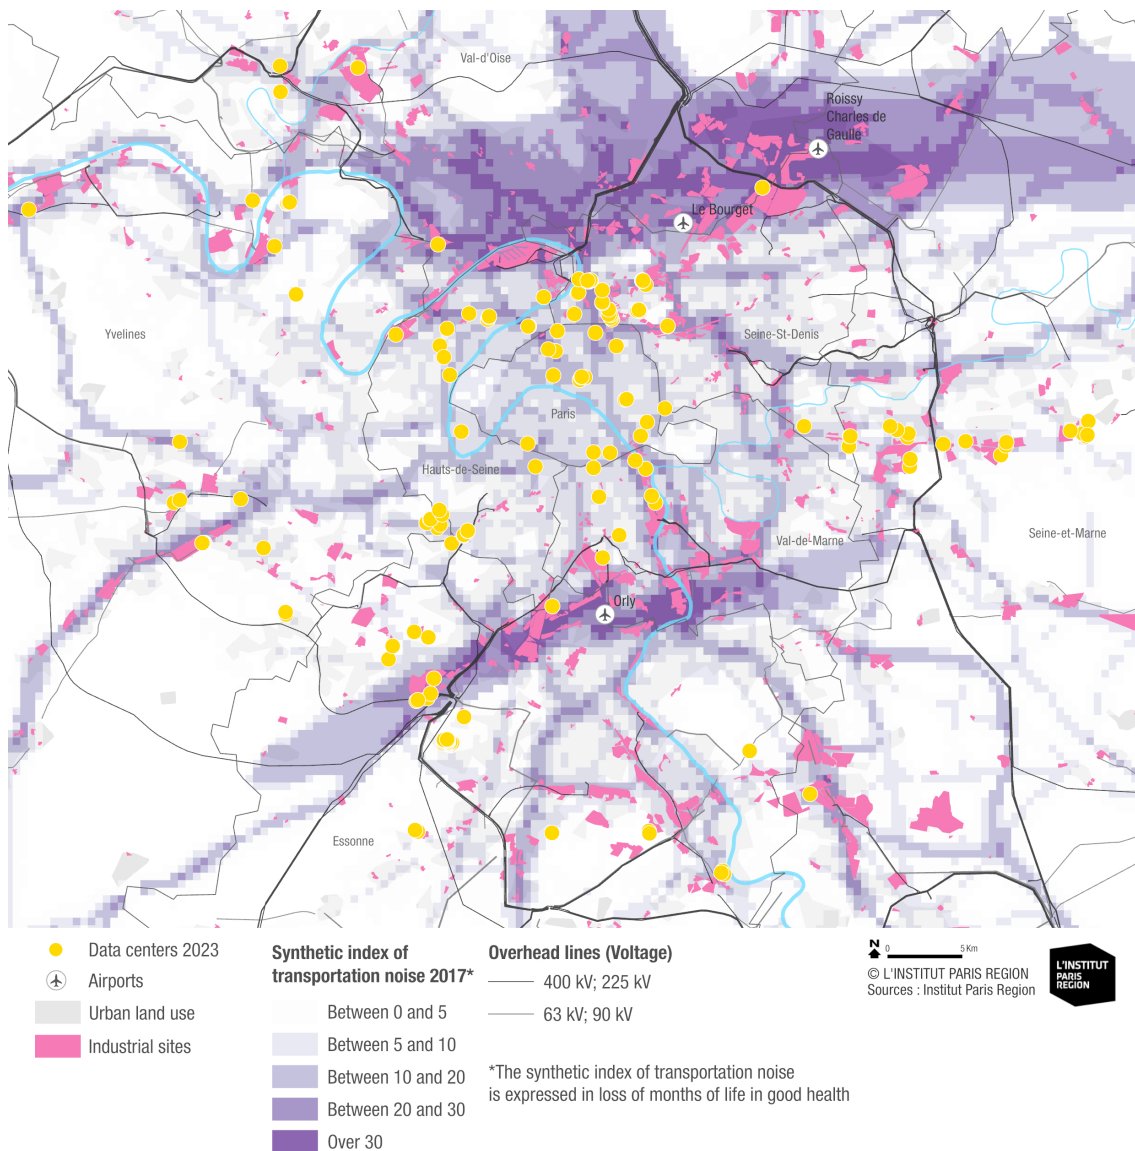 Val-d'Oise
Roissy
Charles de
Gaulle
Le Bourget
Yvelines
Seine-St-Denis
Paris
Hauts-de-Seine
Val-de-Marne
Seine-et-Marne
Orly
Essonne
Data centers 2023
Airports
Urban land use
Industrial sites
Synthetic index of
transportation noise 2017*
Between 0 and 5
Between 5 and 10
Between 10 and 20
Between 20 and 30
Over 30
Overhead lines (Voltage)
400 kV; 225 kV
63 kV; 90 kV
*The synthetic index of transportation noise
is expressed in loss of months of life in good health
N
0 5 Km
© L'INSTITUT PARIS REGION
Sources : Institut Paris Region
L'INSTITUT
PARIS
REGION